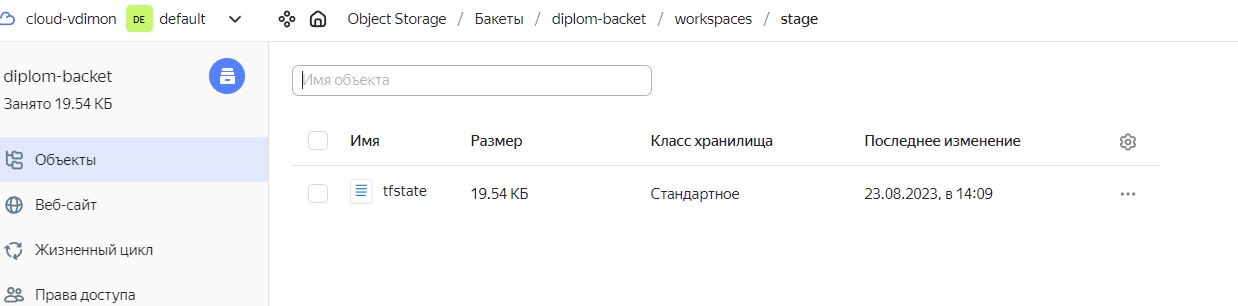 cloud-vdimon DE default Object Storage / Бакеты / diplom-backet / workspaces / stage
diplom-backet
Занято 19.54 КБ
Объекты
Веб-сайт
Жизненный цикл
Права доступа
Имя объекта
Имя Размер Класс хранилища Последнее изменение
tfstate 19.54 КБ Стандартное 23.08.2023, в 14:09